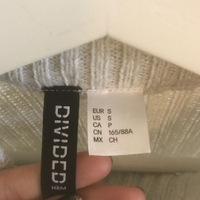 DIVIDED
H&M
EUR S
US S
CA P
CN 165/88A
MX CH